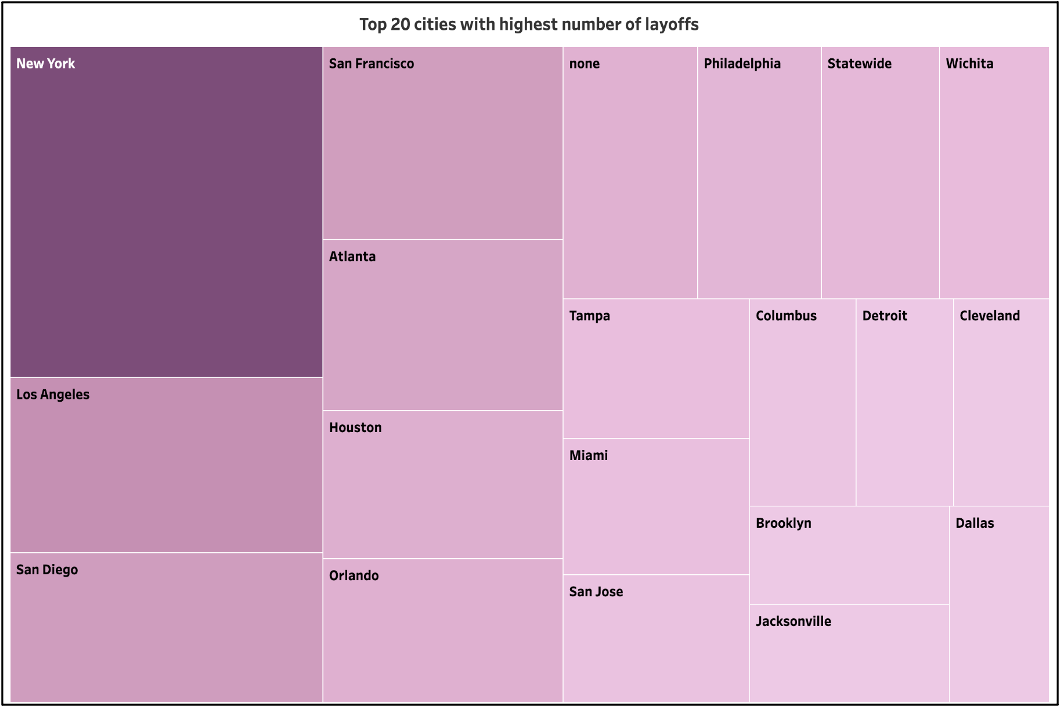 Top 20 cities with highest number of layoffs
New York
Los Angeles
San Diego
San Francisco
Atlanta
Houston
Orlando
none
Philadelphia
Statewide
Wichita
Tampa
Miami
San Jose
Columbus
Detroit
Cleveland
Brooklyn
Jacksonville
Dallas